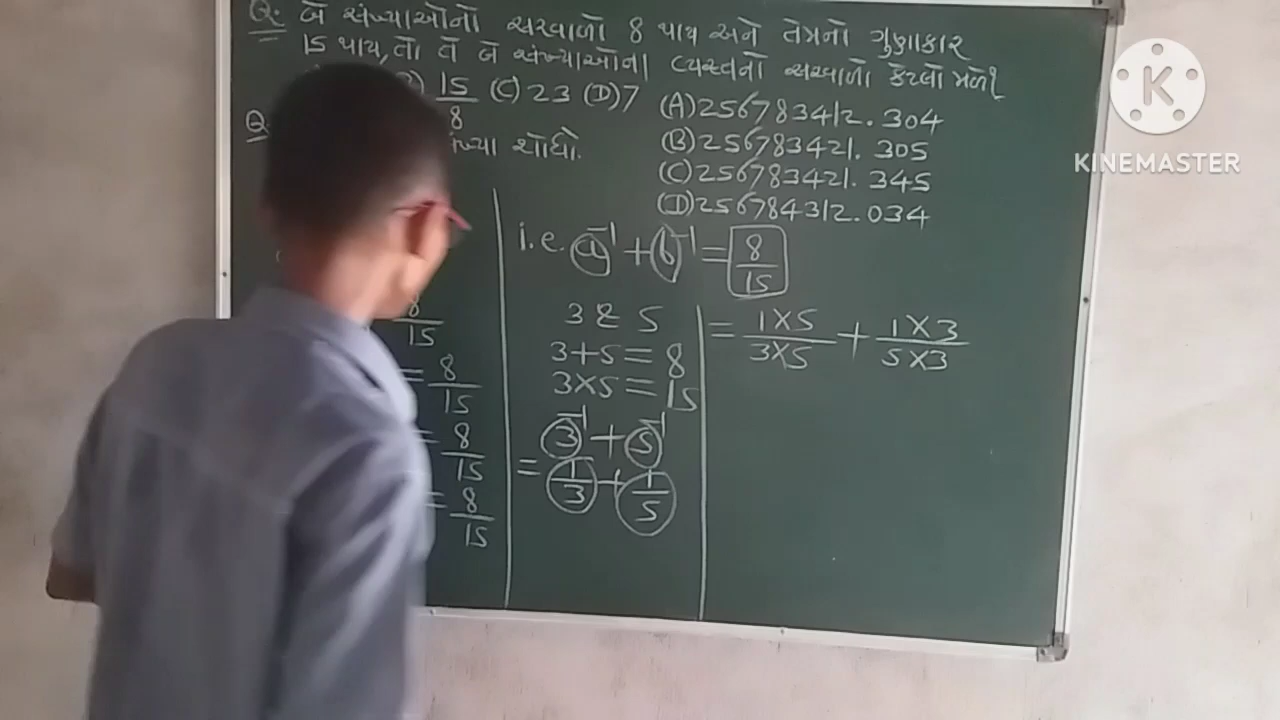 Q: બે સંખ્યાઓનો સરવાળો 8 થાય અને તેમનો ગુણાકાર
15 થાય, તો તે બે સંખ્યાઓના વ્યસ્તનો સરવાળો કેટલો મળે?
15/8 (C) 23 (D) 7
Q
શોધો.
(A) 256783412.304
(B) 256783421.305
(C) 256783421.345
(D) 256784312.034
i.e. a⁻¹ + b⁻¹ = 8/15
8/15
= 8/15
= 8/15
= 8/15
3 & 5
3+5 = 8
3×5 = 15
3⁻¹ + 5⁻¹
= 1/3 + 1/5
= 1×5/3×5 + 1×3/5×3
K
KINEMASTER